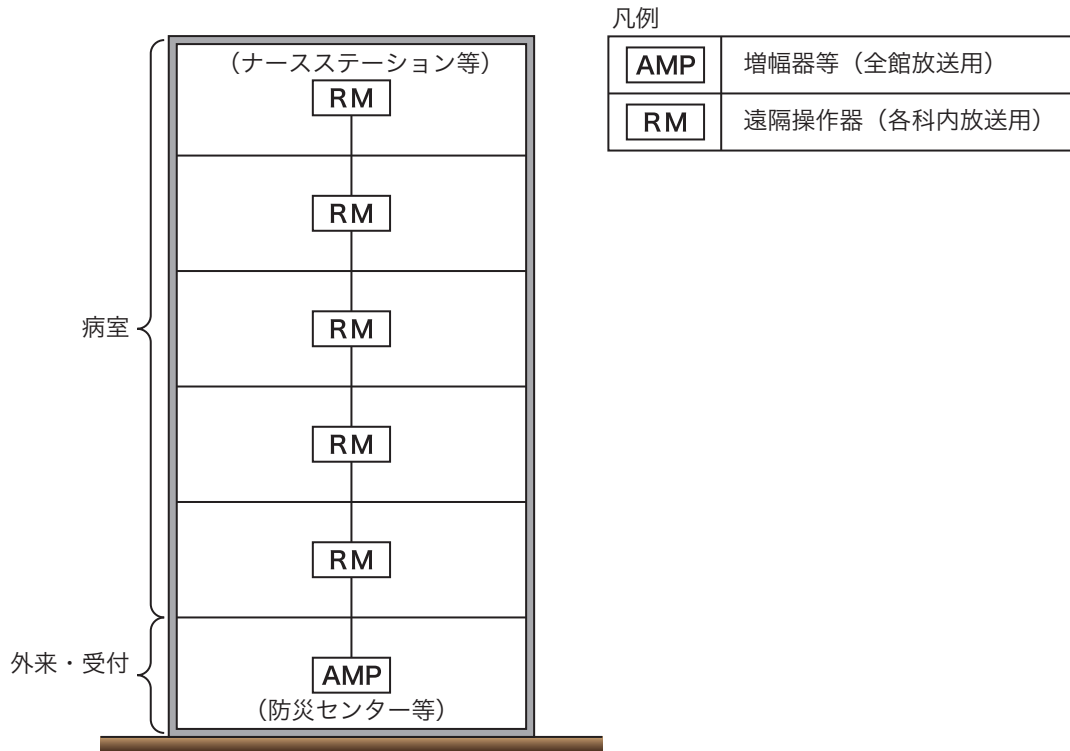 凡例
AMP 増幅器等（全館放送用）
RM 遠隔操作器（各科内放送用）
（ナースステーション等）
RM
RM
RM
病室
RM
RM
外来・受付
AMP
（防災センター等）